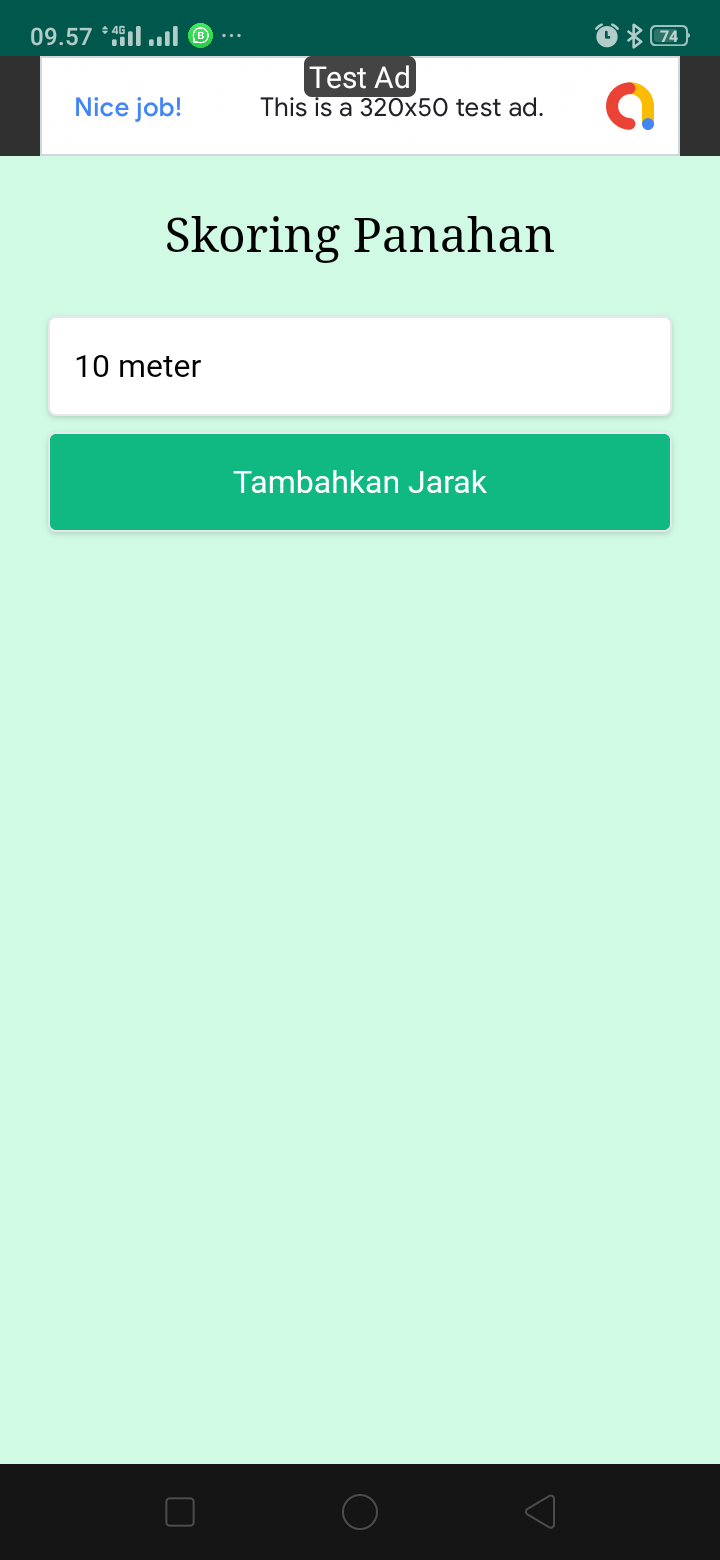 09.57 4G B ... 74
Test Ad
Nice job! This is a 320x50 test ad.
Skoring Panahan
10 meter
Tambahkan Jarak